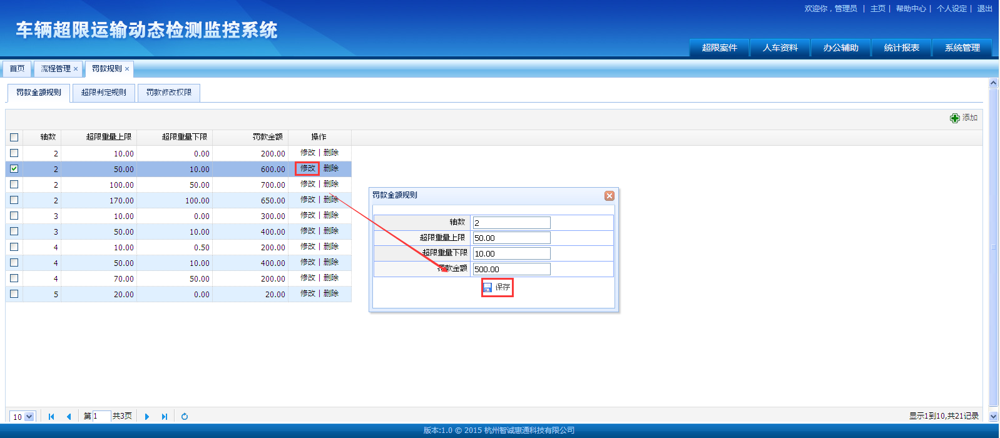 欢迎你，管理员 | 主页 | 帮助中心 | 个人设定 | 退出
车辆超限运输动态检测监控系统
超限案件 人车资料 办公辅助 统计报表 系统管理
首页 流程管理 × 罚款规则 ×
罚款金额规则 超限判定规则 罚款修改权限
添加
轴数 超限重量上限 超限重量下限 罚款金额 操作
2 10.00 0.00 200.00 修改 | 删除
2 50.00 10.00 600.00 修改 删除
2 100.00 50.00 700.00 修改 | 删除
2 170.00 100.00 650.00 修改 | 删除
3 10.00 0.00 300.00 修改 | 删除
3 50.00 10.00 400.00 修改 | 删除
4 10.00 0.50 200.00 修改 | 删除
4 50.00 10.00 400.00 修改 | 删除
4 70.00 50.00 200.00 修改 | 删除
5 20.00 0.00 20.00 修改 | 删除
罚款金额规则
轴数 2
超限重量上限 50.00
超限重量下限 10.00
罚款金额 500.00
保存
10 第 1 共3页 显示1到10,共21记录
版本:1.0 © 2015 杭州智诚惠通科技有限公司